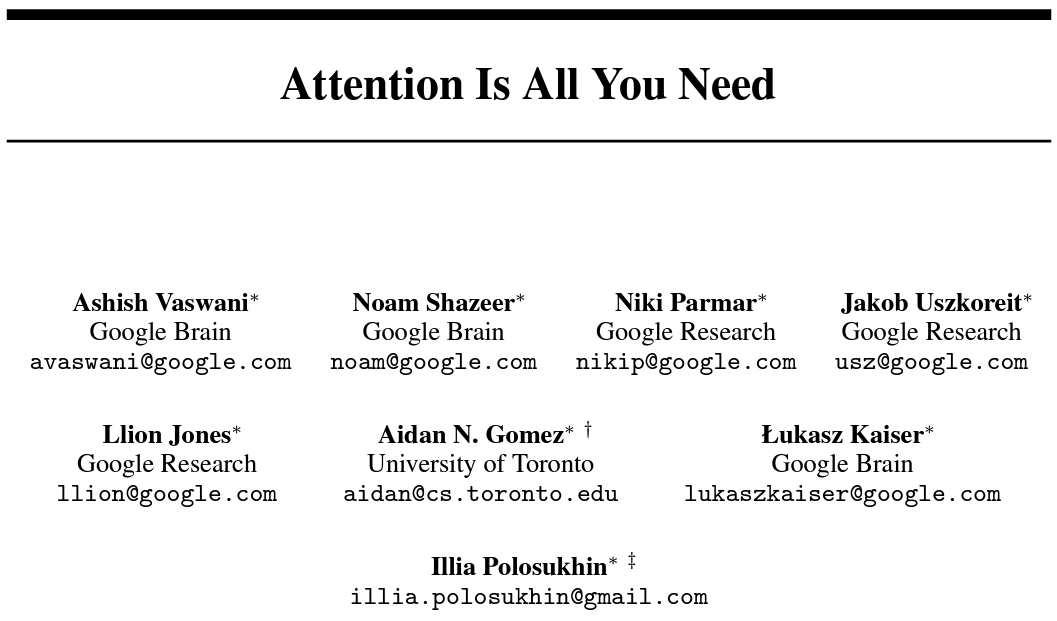 Attention Is All You Need
Ashish Vaswani* Noam Shazeer* Niki Parmar* Jakob Uszkoreit*
Google Brain Google Brain Google Research Google Research
avaswani@google.com noam@google.com nikip@google.com usz@google.com
Llion Jones* Aidan N. Gomez* † Łukasz Kaiser*
Google Research University of Toronto Google Brain
llion@google.com aidan@cs.toronto.edu lukaszkaiser@google.com
Illia Polosukhin* ‡
illia.polosukhin@gmail.com